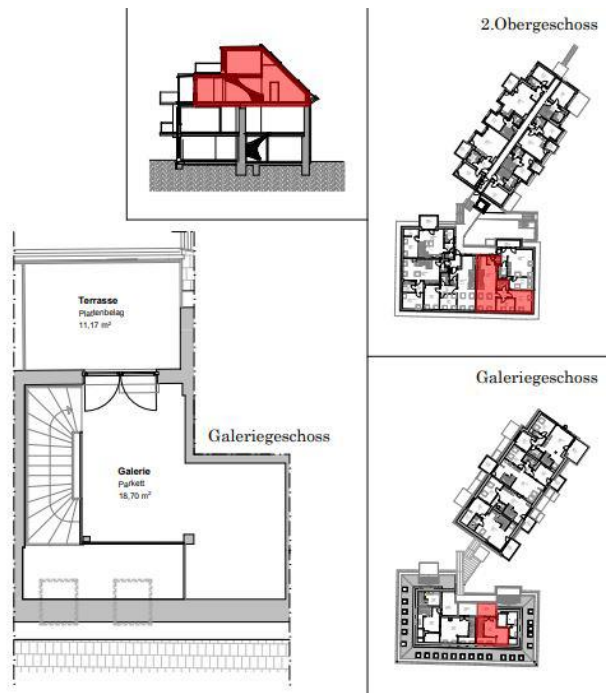 2.Obergeschoss
Terrasse
Plattenbelag
11,17 m²
Galeriegeschoss
Galerie
Parkett
18,70 m²
Galeriegeschoss